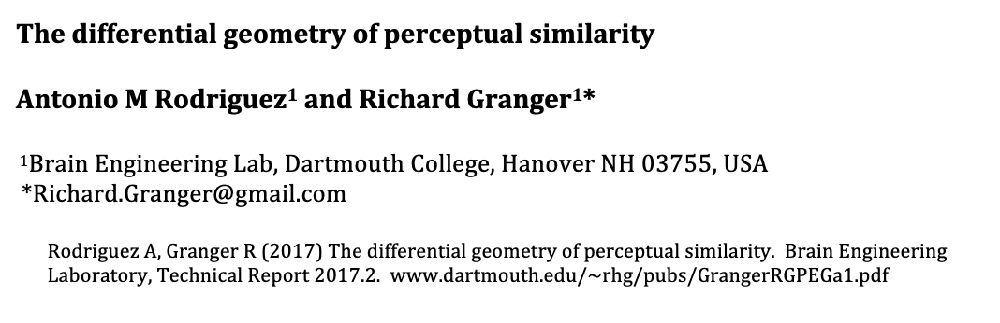 The differential geometry of perceptual similarity
Antonio M Rodriguez¹ and Richard Granger¹*
¹Brain Engineering Lab, Dartmouth College, Hanover NH 03755, USA
*Richard.Granger@gmail.com
Rodriguez A, Granger R (2017) The differential geometry of perceptual similarity. Brain Engineering
Laboratory, Technical Report 2017.2. www.dartmouth.edu/~rhg/pubs/GrangerRGPEGa1.pdf